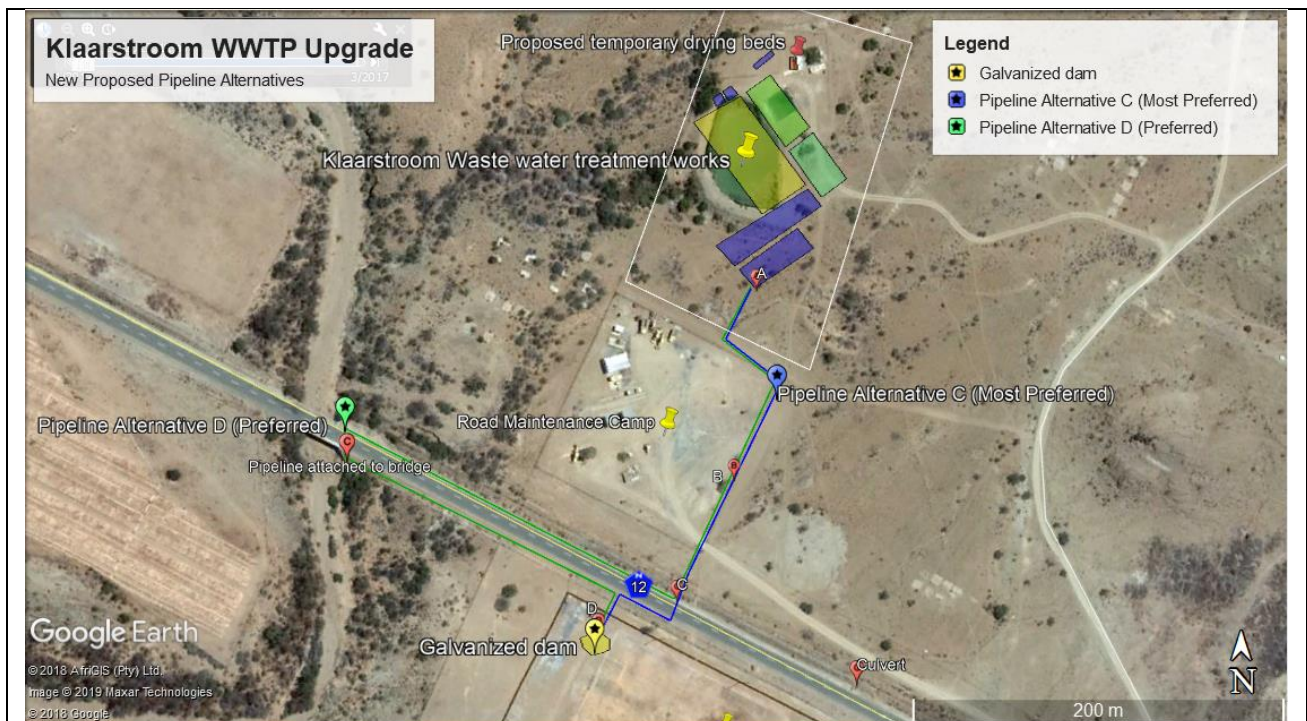 Klaarstroom WWTP Upgrade
New Proposed Pipeline Alternatives
3/2017
Proposed temporary drying beds
Legend
Galvanized dam
Pipeline Alternative C (Most Preferred)
Pipeline Alternative D (Preferred)
Klaarstroom Waste water treatment works
A
Pipeline Alternative C (Most Preferred)
Road Maintenance Camp
Pipeline Alternative D (Preferred)
C
Pipeline attached to bridge
B
B
N
12
C
D
Galvanized dam
Culvert
Google Earth
© 2018 AfriGIS (Pty) Ltd.
Image © 2019 Maxar Technologies
© 2018 Google
N
200 m